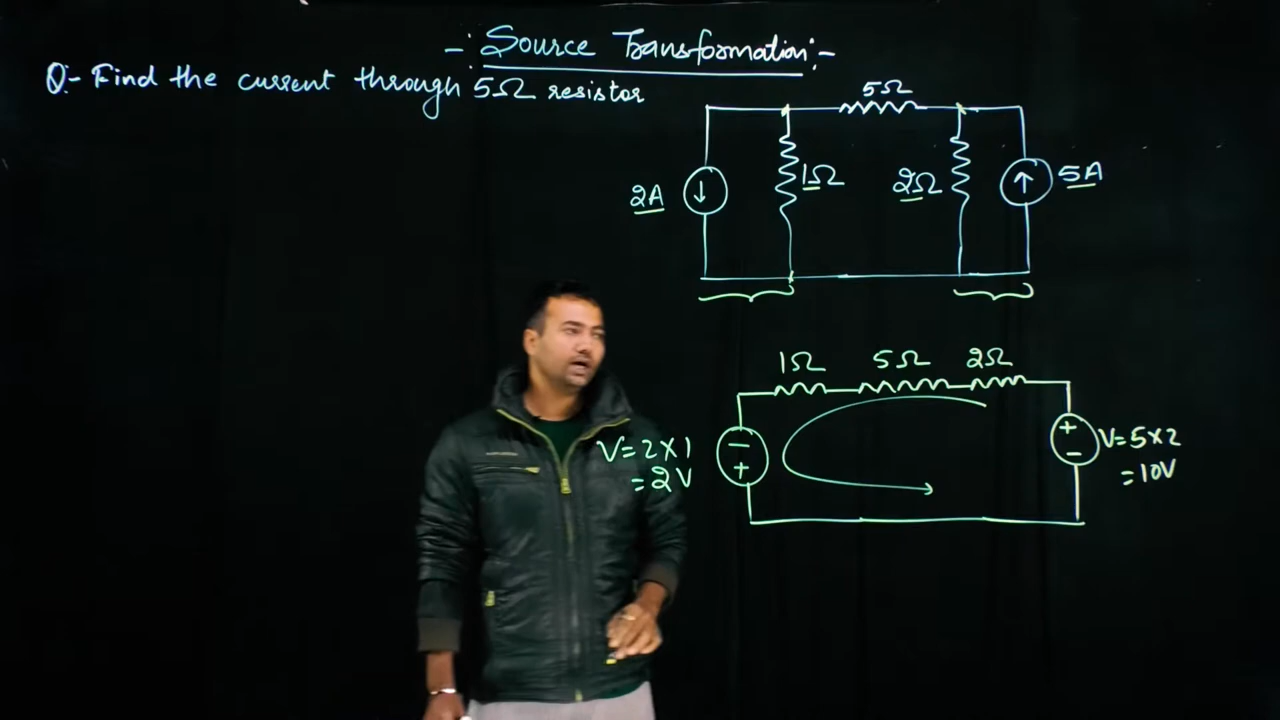 -: Source Transformation:-
Q:- Find the current through 5Ω resistor
5Ω
2A
1Ω
2Ω
5A
1Ω 5Ω 2Ω
V= 2×1
= 2V
V= 5×2
= 10V